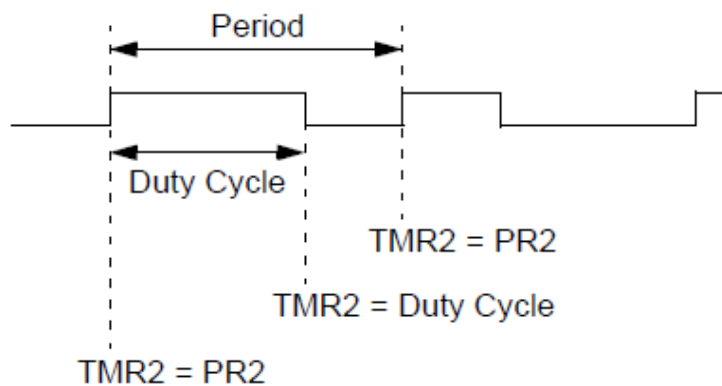 Period
Duty Cycle
TMR2 = PR2
TMR2 = Duty Cycle
TMR2 = PR2